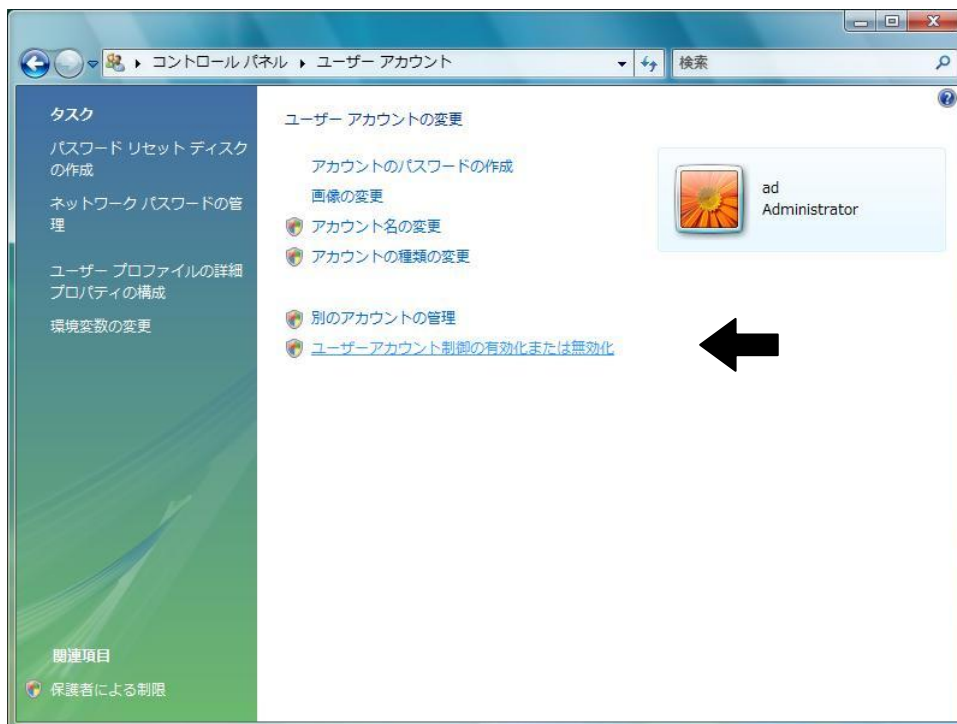 コントロール パネル ▸ ユーザー アカウント
検索
タスク
パスワード リセット ディスク
の作成
ネットワーク パスワードの管
理
ユーザー プロファイルの詳細
プロパティの構成
環境変数の変更
関連項目
保護者による制限
ユーザー アカウントの変更
アカウントのパスワードの作成
画像の変更
アカウント名の変更
アカウントの種類の変更
別のアカウントの管理
ユーザーアカウント制御の有効化または無効化
ad
Administrator